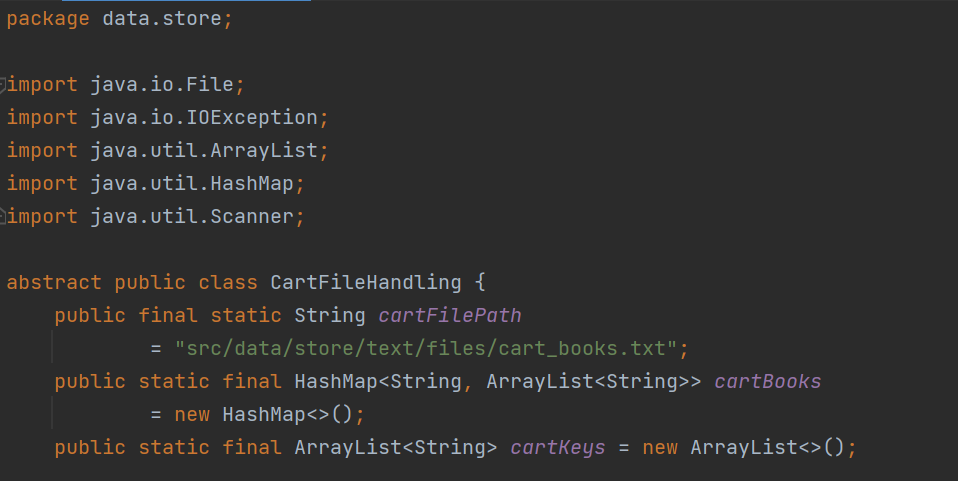 package data.store;
import java.io.File;
import java.io.IOException;
import java.util.ArrayList;
import java.util.HashMap;
import java.util.Scanner;
abstract public class CartFileHandling {
public final static String cartFilePath
= "src/data/store/text/files/cart_books.txt";
public static final HashMap<String, ArrayList<String>> cartBooks
= new HashMap<>();
public static final ArrayList<String> cartKeys = new ArrayList<>();